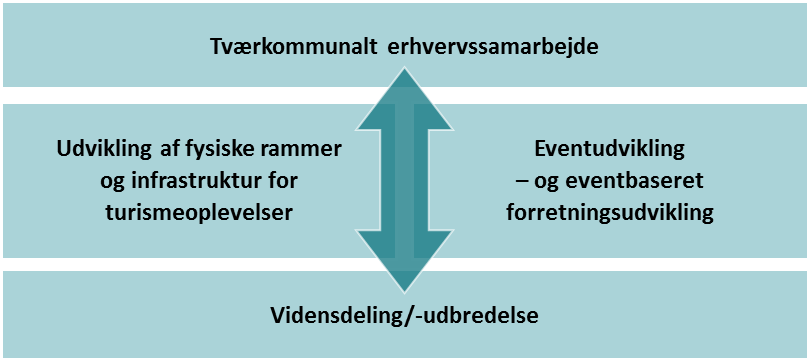 Tværkommunalt erhvervssamarbejde
Udvikling af fysiske rammer
og infrastruktur for
turismeoplevelser
Eventudvikling
– og eventbaseret
forretningsudvikling
Vidensdeling/-udbredelse